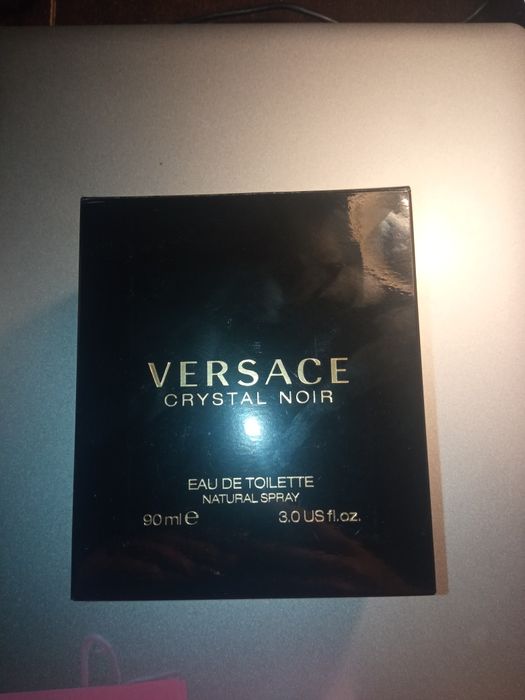 VERSACE
CRYSTAL NOIR
EAU DE TOILETTE
NATURAL SPRAY
90 ml e 3.0 US fl.oz.